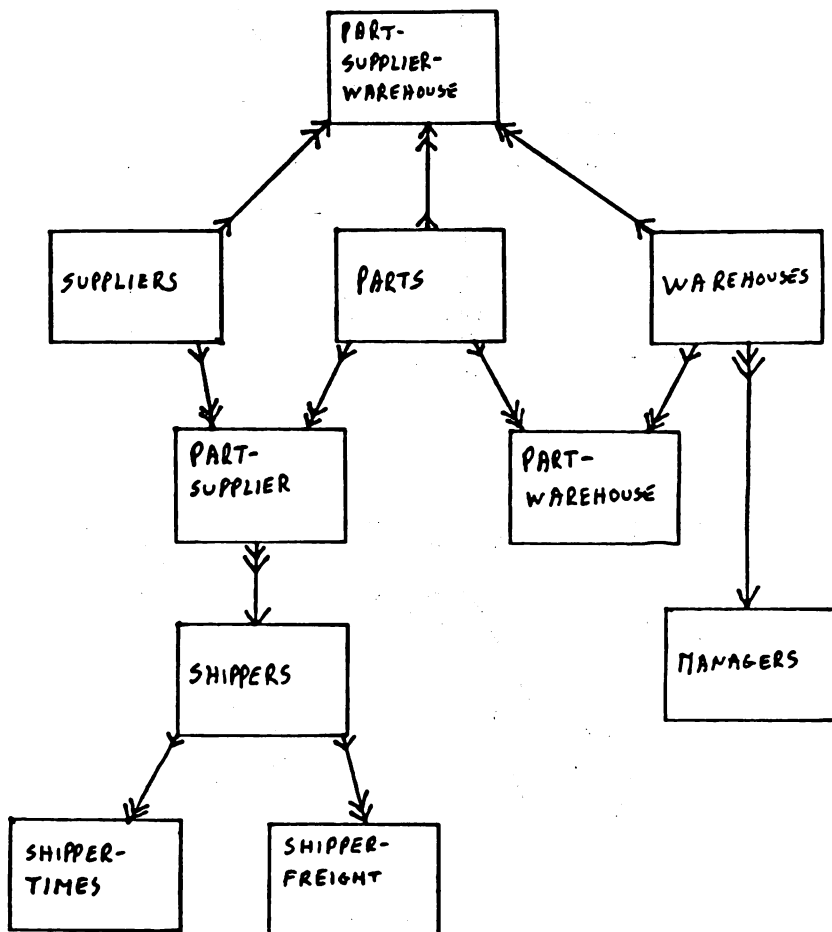 PART-
SUPPLIER-
WAREHOUSE
SUPPLIERS
PARTS
WAREHOUSES
PART-
SUPPLIER
PART-
WAREHOUSE
SHIPPERS
MANAGERS
SHIPPER-
TIMES
SHIPPER-
FREIGHT